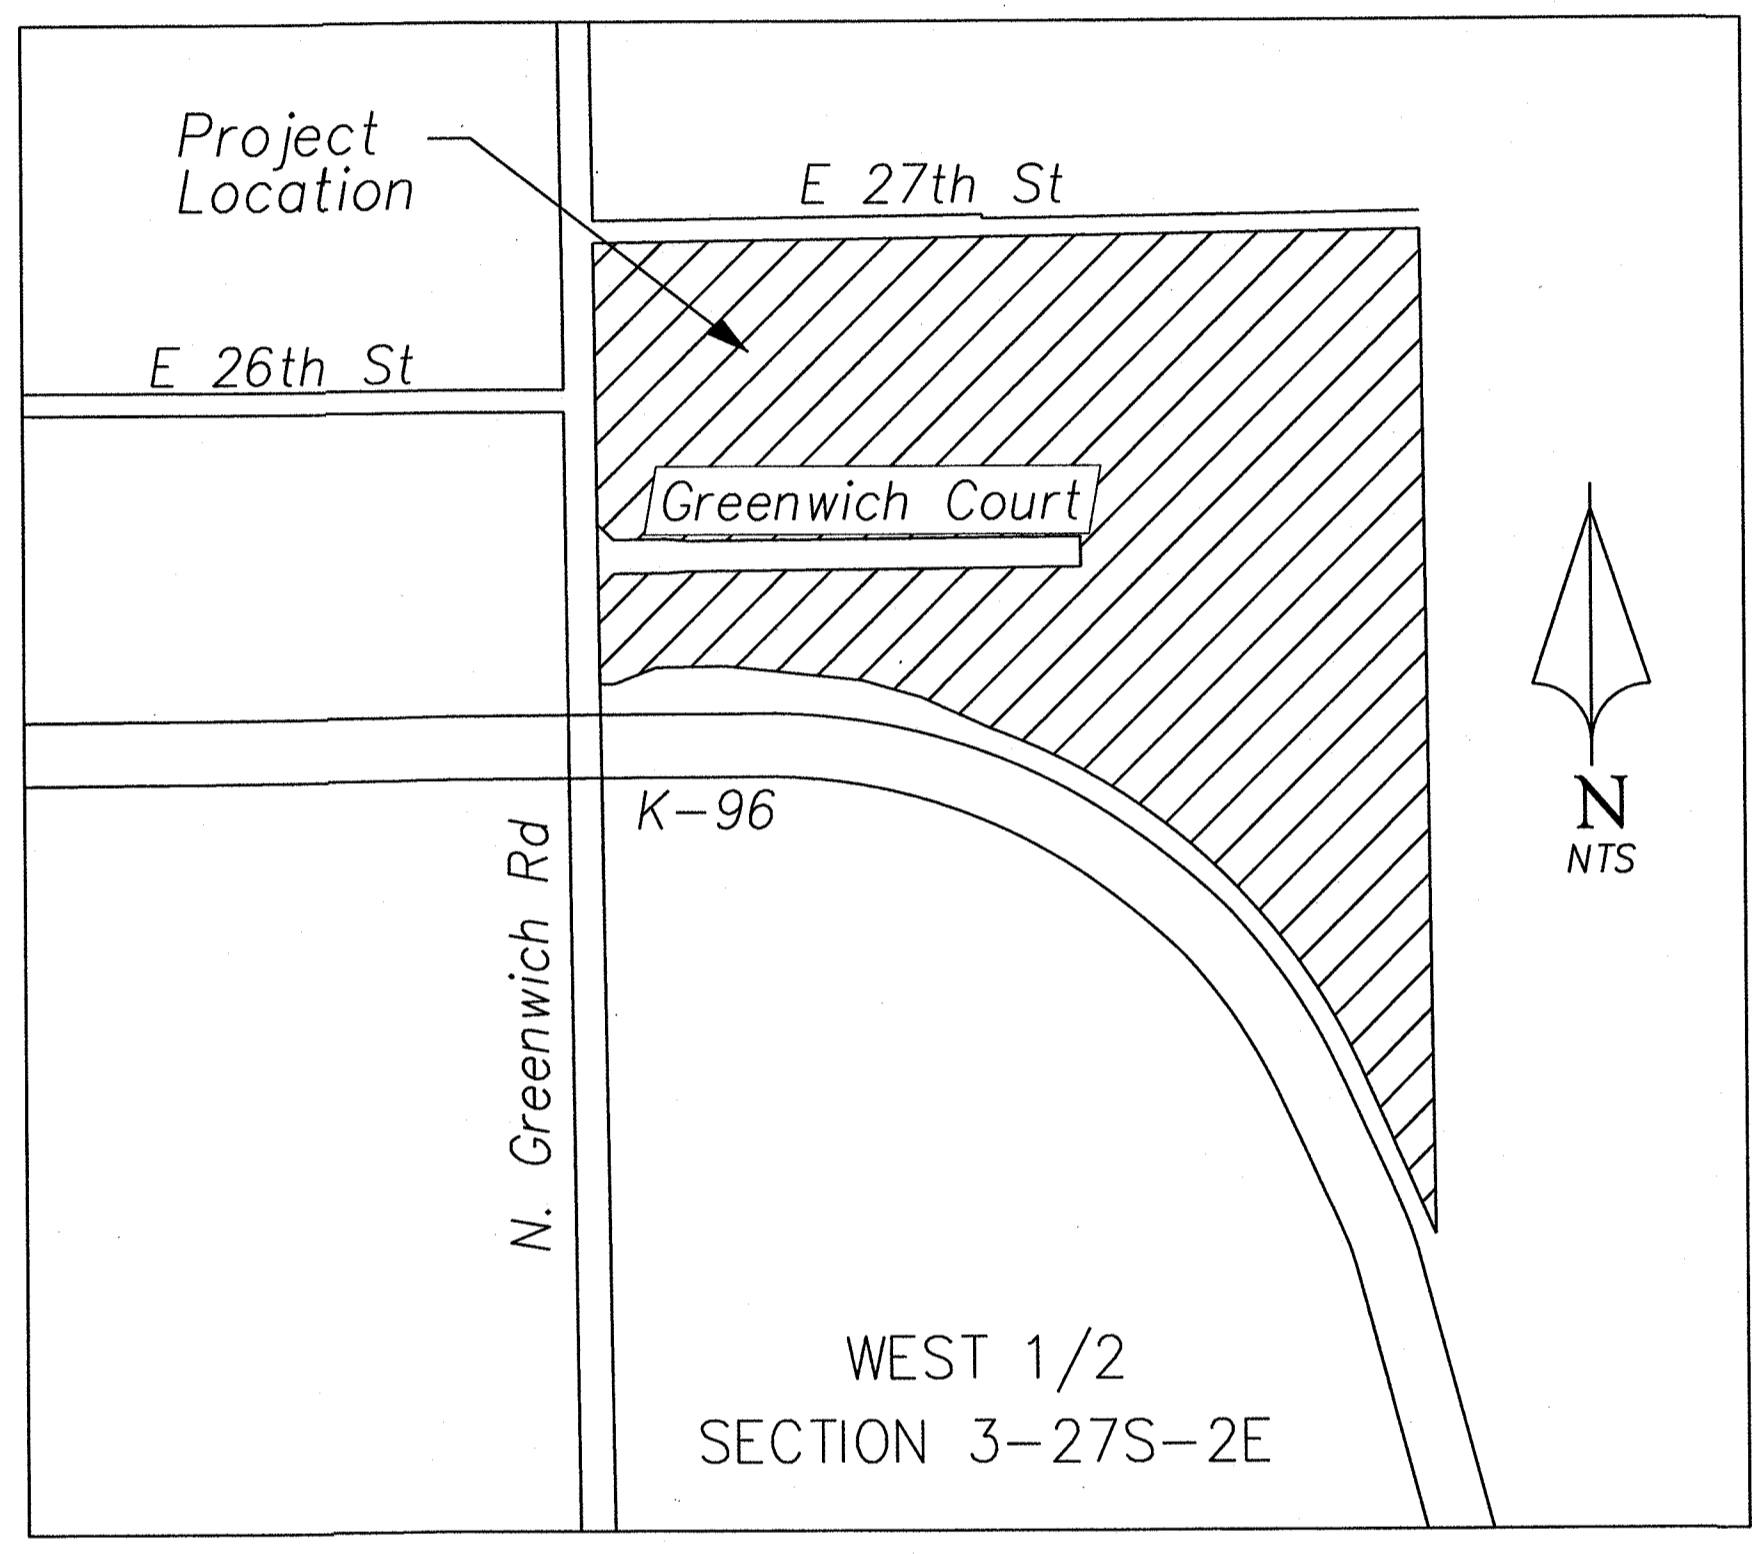 Project
Location
E 27th St
E 26th St
Greenwich Court
K-96
N. Greenwich Rd
N
NTS
WEST 1/2
SECTION 3-27S-2E